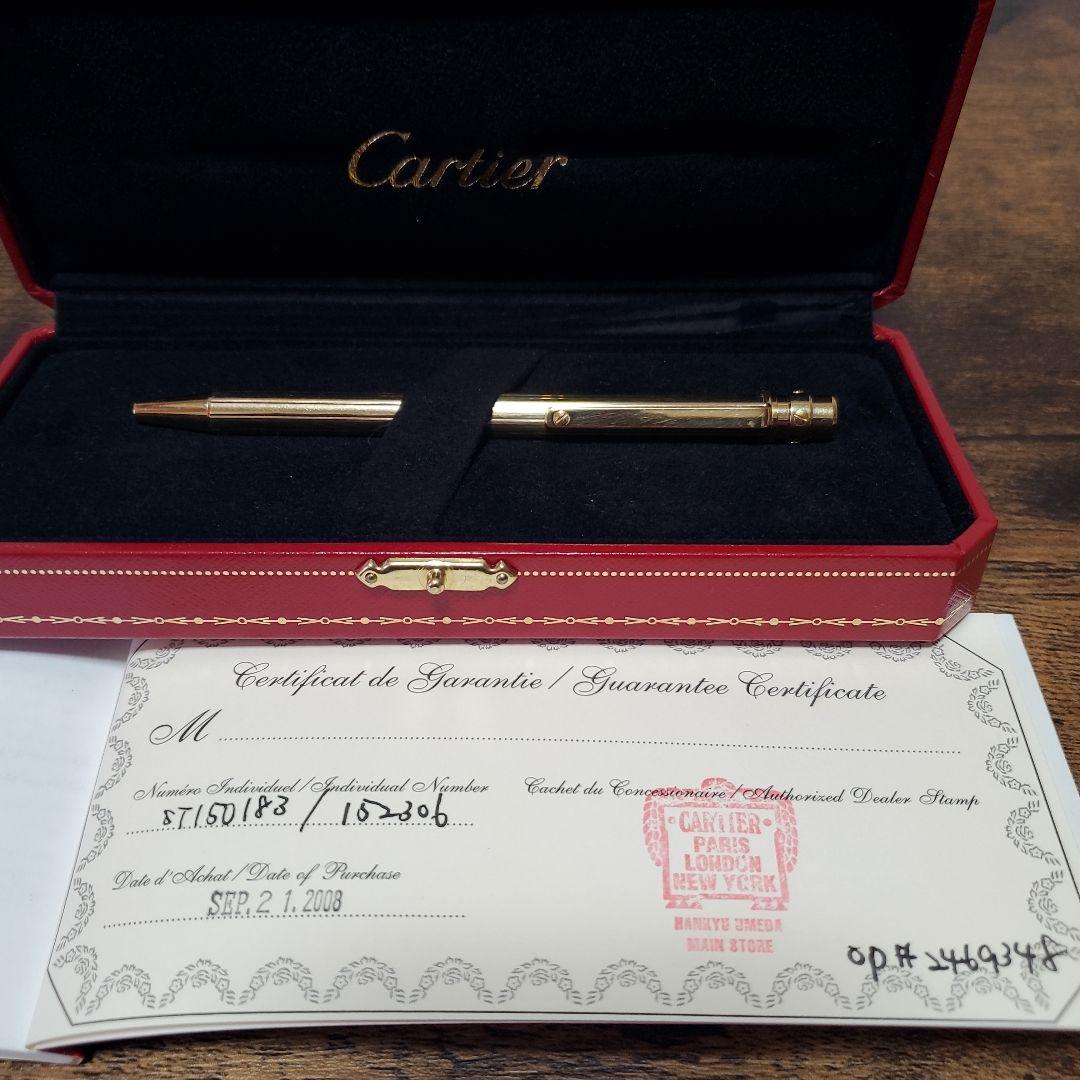 Cartier
Certificat de Garantie / Guarantee Certificate
M
Numéro Individuel / Individual Number
ST150183 / 152306
Cachet du Concessionaire / Authorized Dealer Stamp
CARTIER
PARIS
LONDON
NEW YORK
HANKYU UMEDA
MAIN STORE
Date d'Achat / Date of Purchase
SEP. 21. 2008
op# 2469348